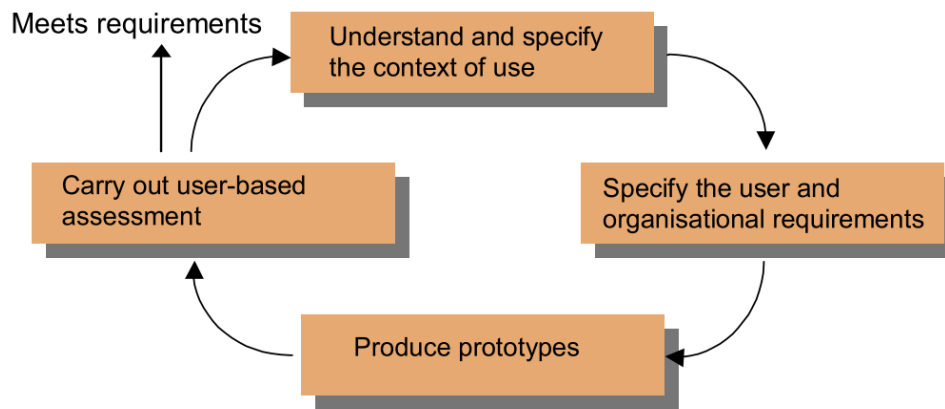 Meets requirements
Understand and specify
the context of use
Carry out user-based
assessment
Specify the user and
organisational requirements
Produce prototypes